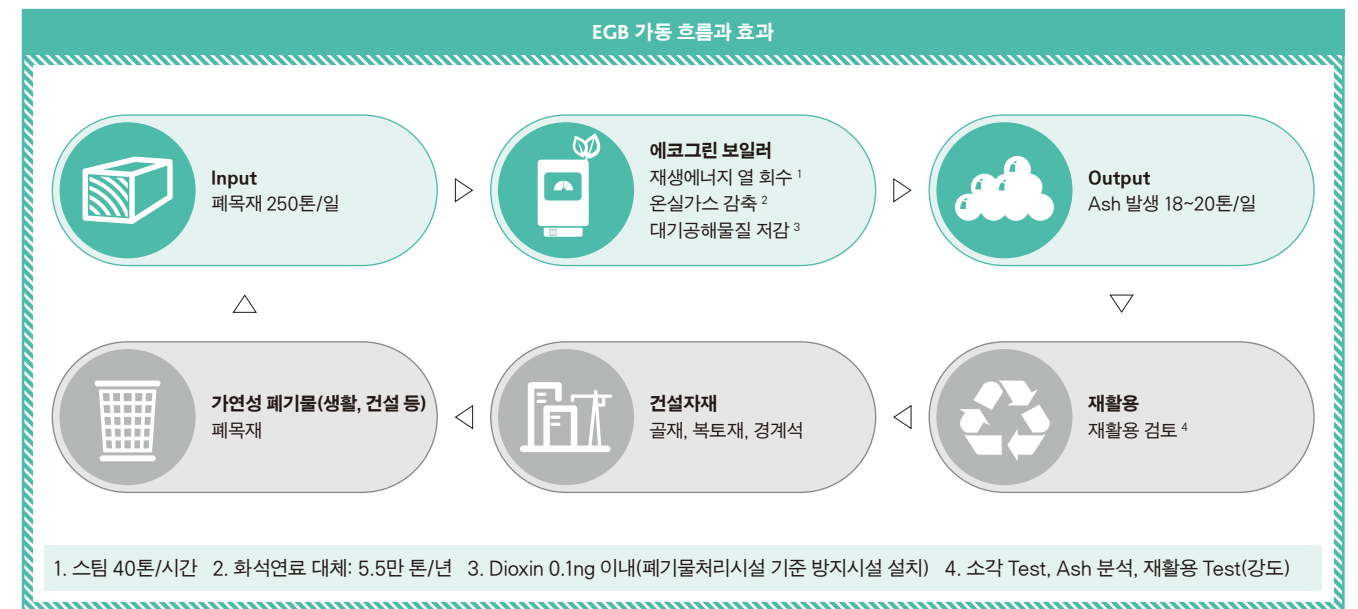 EGB 가동 흐름과 효과
Input
폐목재 250톤/일
에코그린 보일러
재생에너지 열 회수 1
온실가스 감축 2
대기공해물질 저감 3
Output
Ash 발생 18~20톤/일
가연성 폐기물(생활, 건설 등)
폐목재
건설자재
골재, 복토재, 경계석
재활용
재활용 검토 4
1. 스팀 40톤/시간 2. 화석연료 대체: 5.5만 톤/년 3. Dioxin 0.1ng 이내(폐기물처리시설 기준 방지시설 설치) 4. 소각 Test, Ash 분석, 재활용 Test(강도)